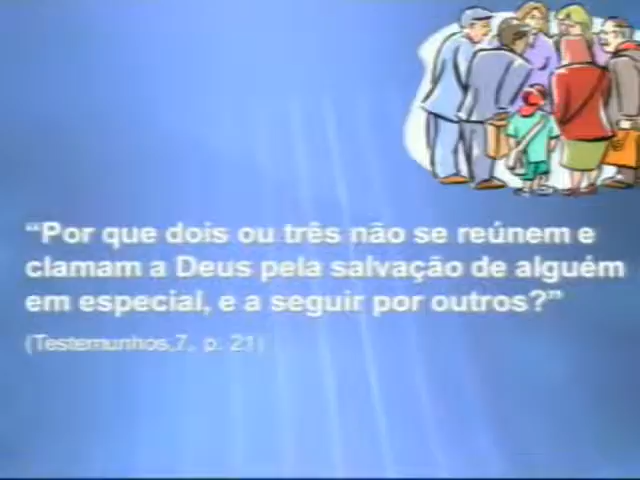 “Por que dois ou três não se reúnem e
clamam a Deus pela salvação de alguém
em especial, e a seguir por outros?”
(Testemunhos,7, p. 21)